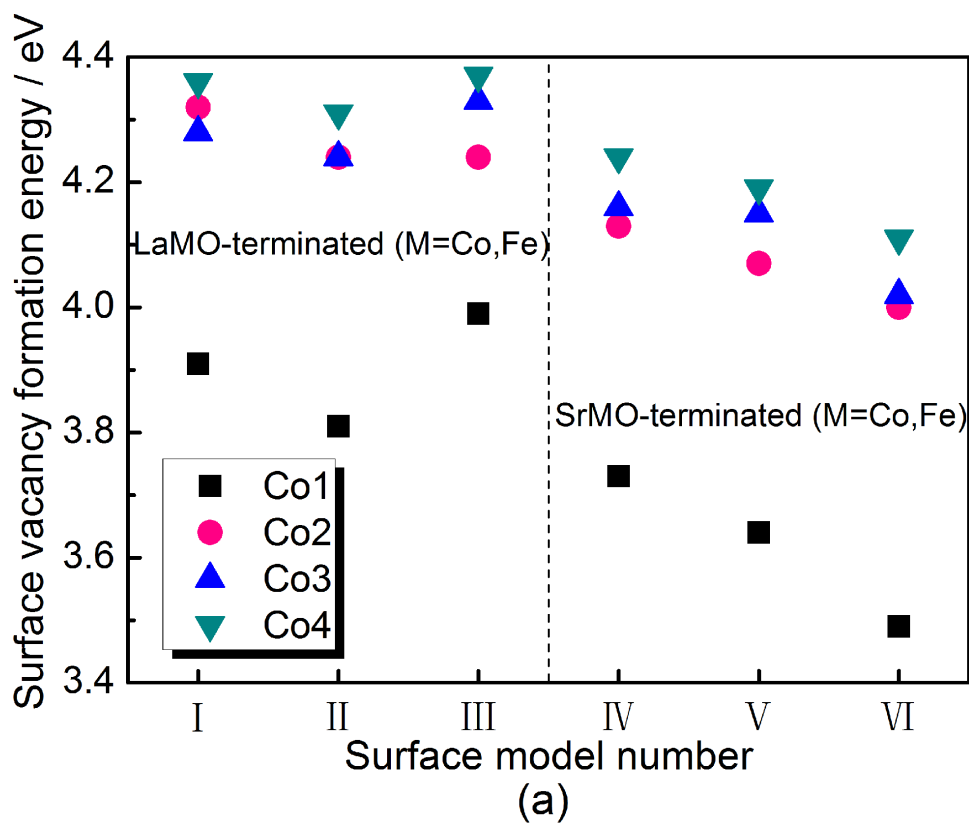 Surface vacancy formation energy / eV
4.4
4.2
4.0
3.8
3.6
3.4
LaMO-terminated (M=Co,Fe)
SrMO-terminated (M=Co,Fe)
Co1
Co2
Co3
Co4
I II III IV V VI
Surface model number
(a)